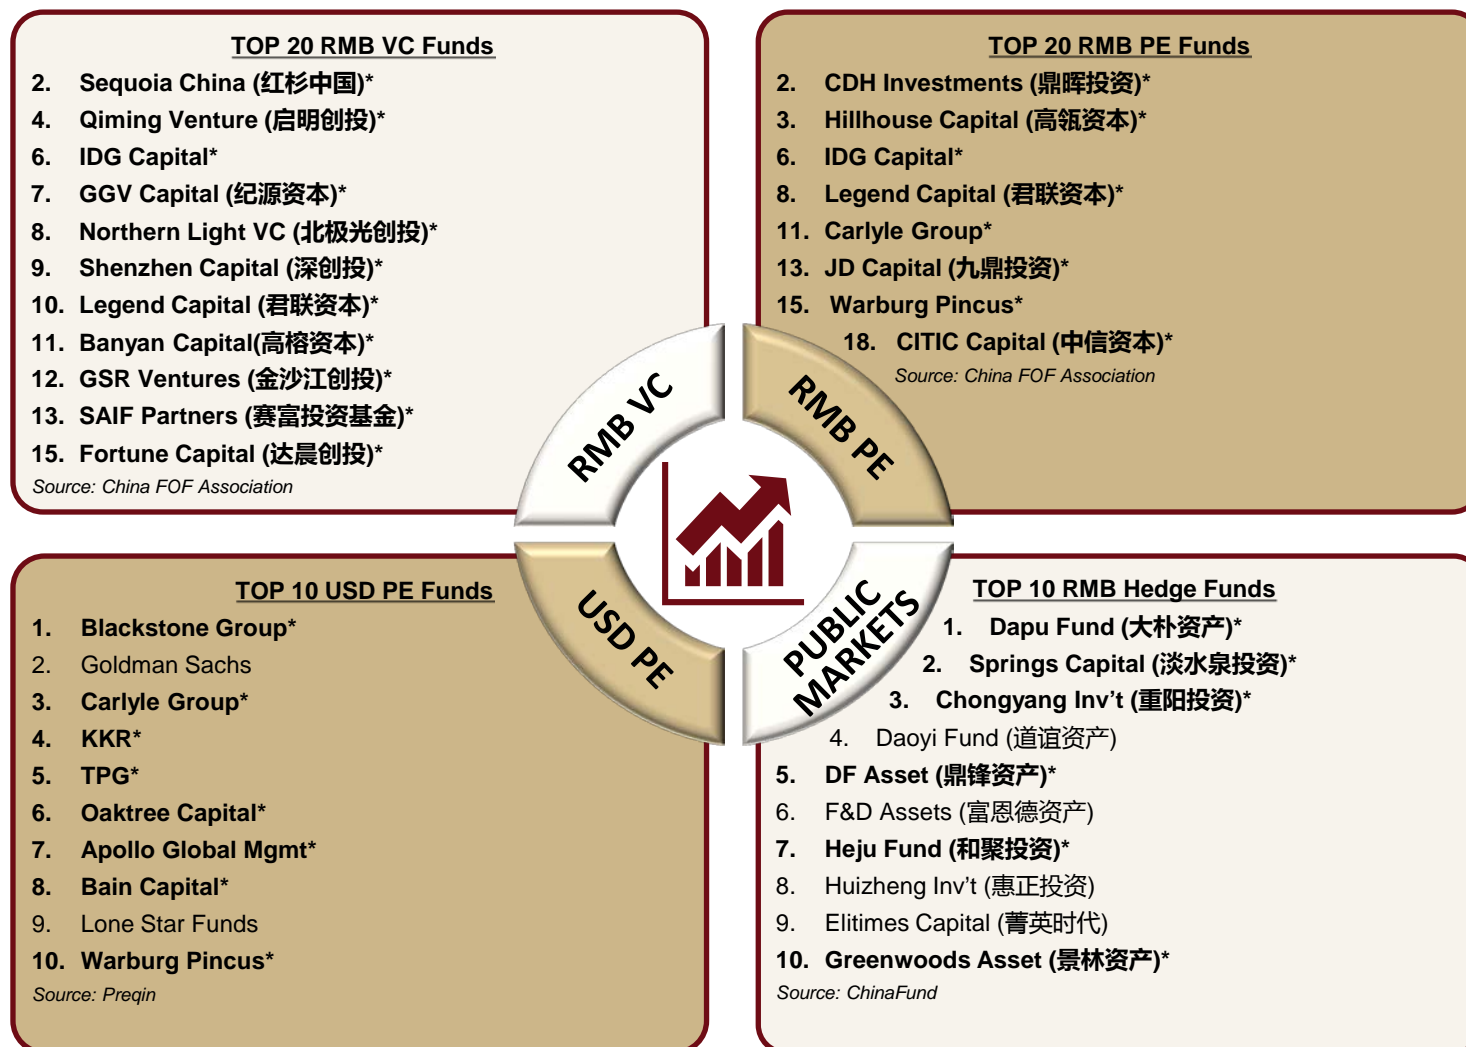 TOP 20 RMB VC Funds
2. Sequoia China (红杉中国)*
4. Qiming Venture (启明创投)*
6. IDG Capital*
7. GGV Capital (纪源资本)*
8. Northern Light VC (北极光创投)*
9. Shenzhen Capital (深创投)*
10. Legend Capital (君联资本)*
11. Banyan Capital(高榕资本)*
12. GSR Ventures (金沙江创投)*
13. SAIF Partners (赛富投资基金)*
15. Fortune Capital (达晨创投)*
Source: China FOF Association
TOP 20 RMB PE Funds
2. CDH Investments (鼎晖投资)*
3. Hillhouse Capital (高瓴资本)*
6. IDG Capital*
8. Legend Capital (君联资本)*
11. Carlyle Group*
13. JD Capital (九鼎投资)*
15. Warburg Pincus*
18. CITIC Capital (中信资本)*
Source: China FOF Association
RMB VC
RMB PE
USD PE
PUBLIC
MARKETS
TOP 10 USD PE Funds
1. Blackstone Group*
2. Goldman Sachs
3. Carlyle Group*
4. KKR*
5. TPG*
6. Oaktree Capital*
7. Apollo Global Mgmt*
8. Bain Capital*
9. Lone Star Funds
10. Warburg Pincus*
Source: Preqin
TOP 10 RMB Hedge Funds
1. Dapu Fund (大朴资产)*
2. Springs Capital (淡水泉投资)*
3. Chongyang Inv't (重阳投资)*
4. Daoyi Fund (道谊资产)
5. DF Asset (鼎锋资产)*
6. F&D Assets (富恩德资产)
7. Heju Fund (和聚投资)*
8. Huizheng Inv't (惠正投资)
9. Elitimes Capital (菁英时代)
10. Greenwoods Asset (景林资产)*
Source: ChinaFund